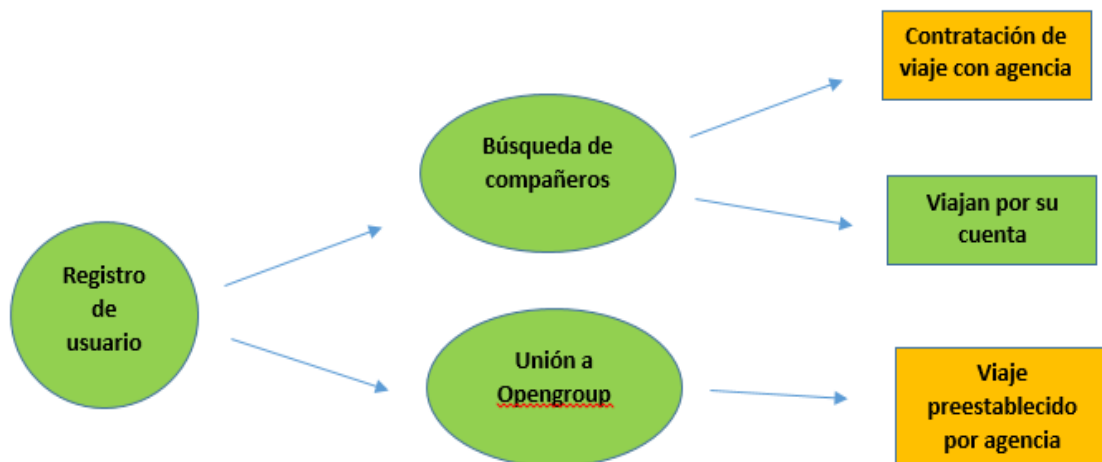 Registro
de
usuario
Búsqueda de
compañeros
Unión a
Opengroup
Contratación de
viaje con agencia
Viajan por su
cuenta
Viaje
preestablecido
por agencia